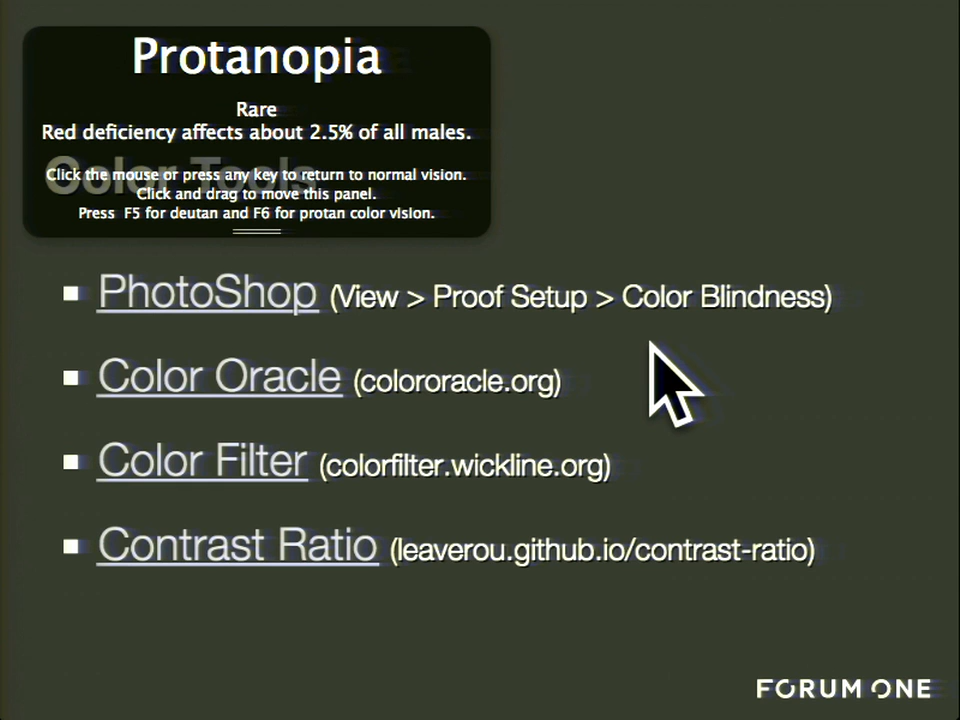 Protanopia
Rare
Red deficiency affects about 2.5% of all males.
Color Tools
Click the mouse or press any key to return to normal vision.
Click and drag to move this panel.
Press F5 for deutan and F6 for protan color vision.
PhotoShop (View > Proof Setup > Color Blindness)
Color Oracle (colororacle.org)
Color Filter (colorfilter.wickline.org)
Contrast Ratio (leaverou.github.io/contrast-ratio)
FORUM ONE